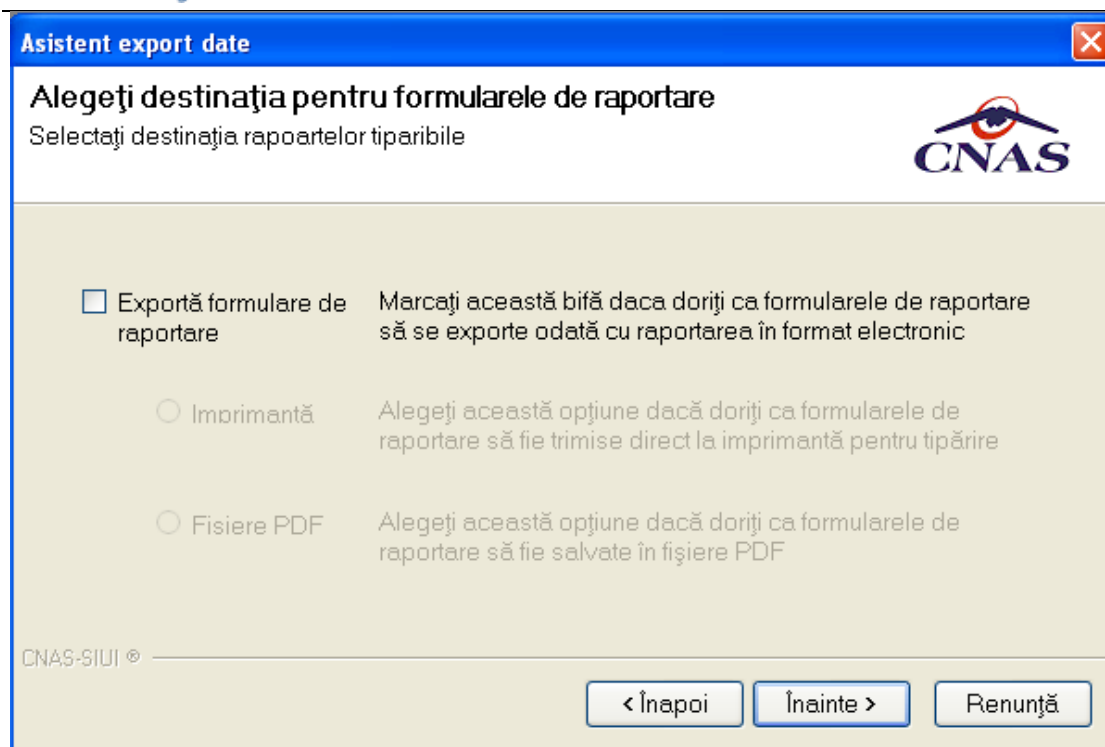 Asistent export date
Alegeţi destinaţia pentru formularele de raportare
Selectaţi destinaţia rapoartelor tiparibile
CNAS
Exportă formulare de
raportare
Marcaţi această bifă daca doriţi ca formularele de raportare
să se exporte odată cu raportarea în format electronic
Imprimantă
Alegeţi această opţiune dacă doriţi ca formularele de
raportare să fie trimise direct la imprimantă pentru tipărire
Fisiere PDF
Alegeţi această opţiune dacă doriţi ca formularele de
raportare să fie salvate în fişiere PDF
CNAS-SIUI ®
< Înapoi
Înainte >
Renunţă